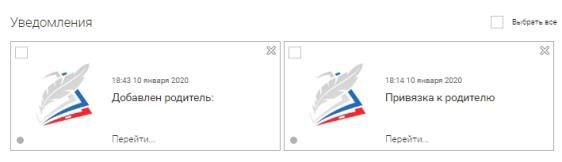 Уведомления
Выбрать все
18:43 10 января 2020
Добавлен родитель:
Перейти...
18:14 10 января 2020
Привязка к родителю
Перейти...